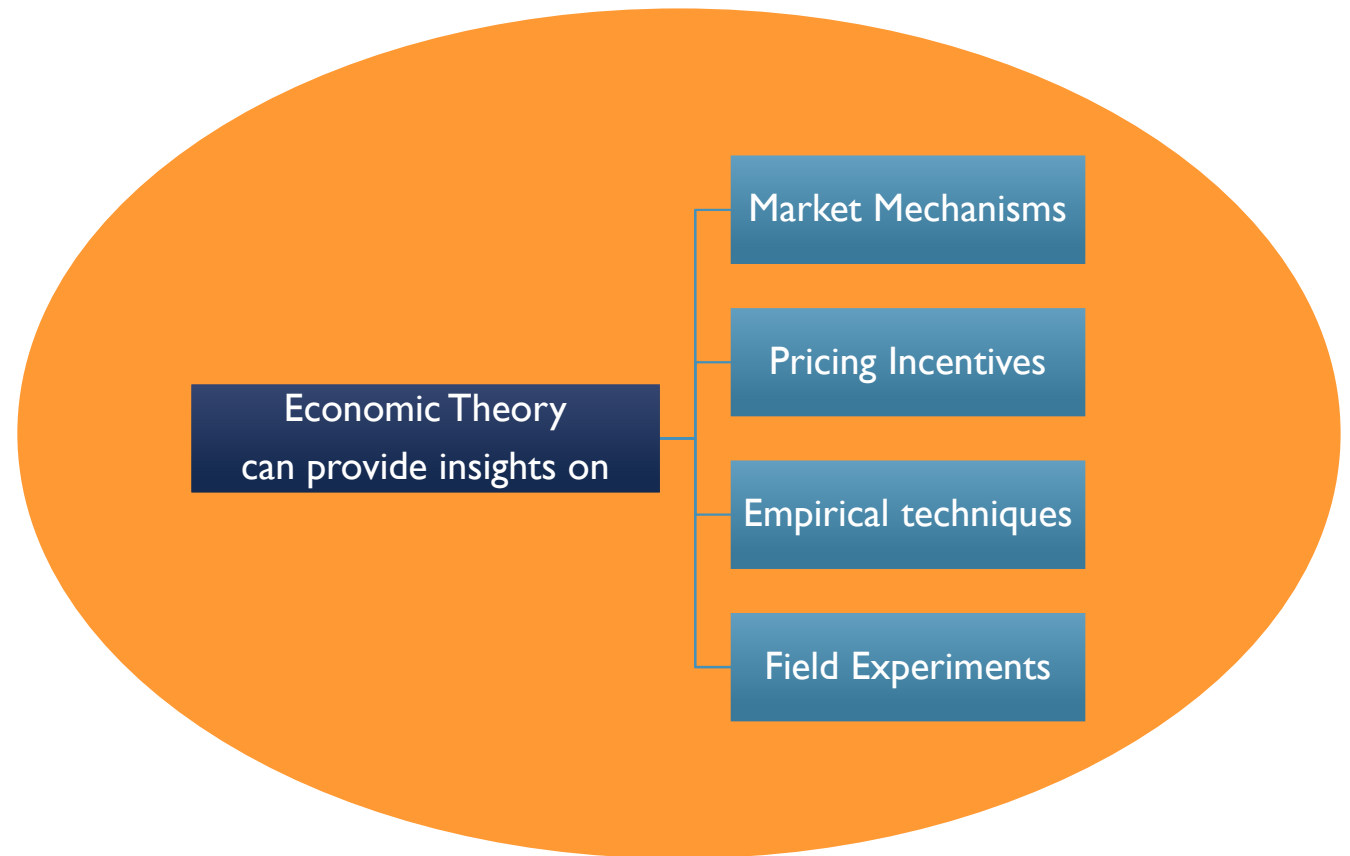 Economic Theory
can provide insights on
Market Mechanisms
Pricing Incentives
Empirical techniques
Field Experiments